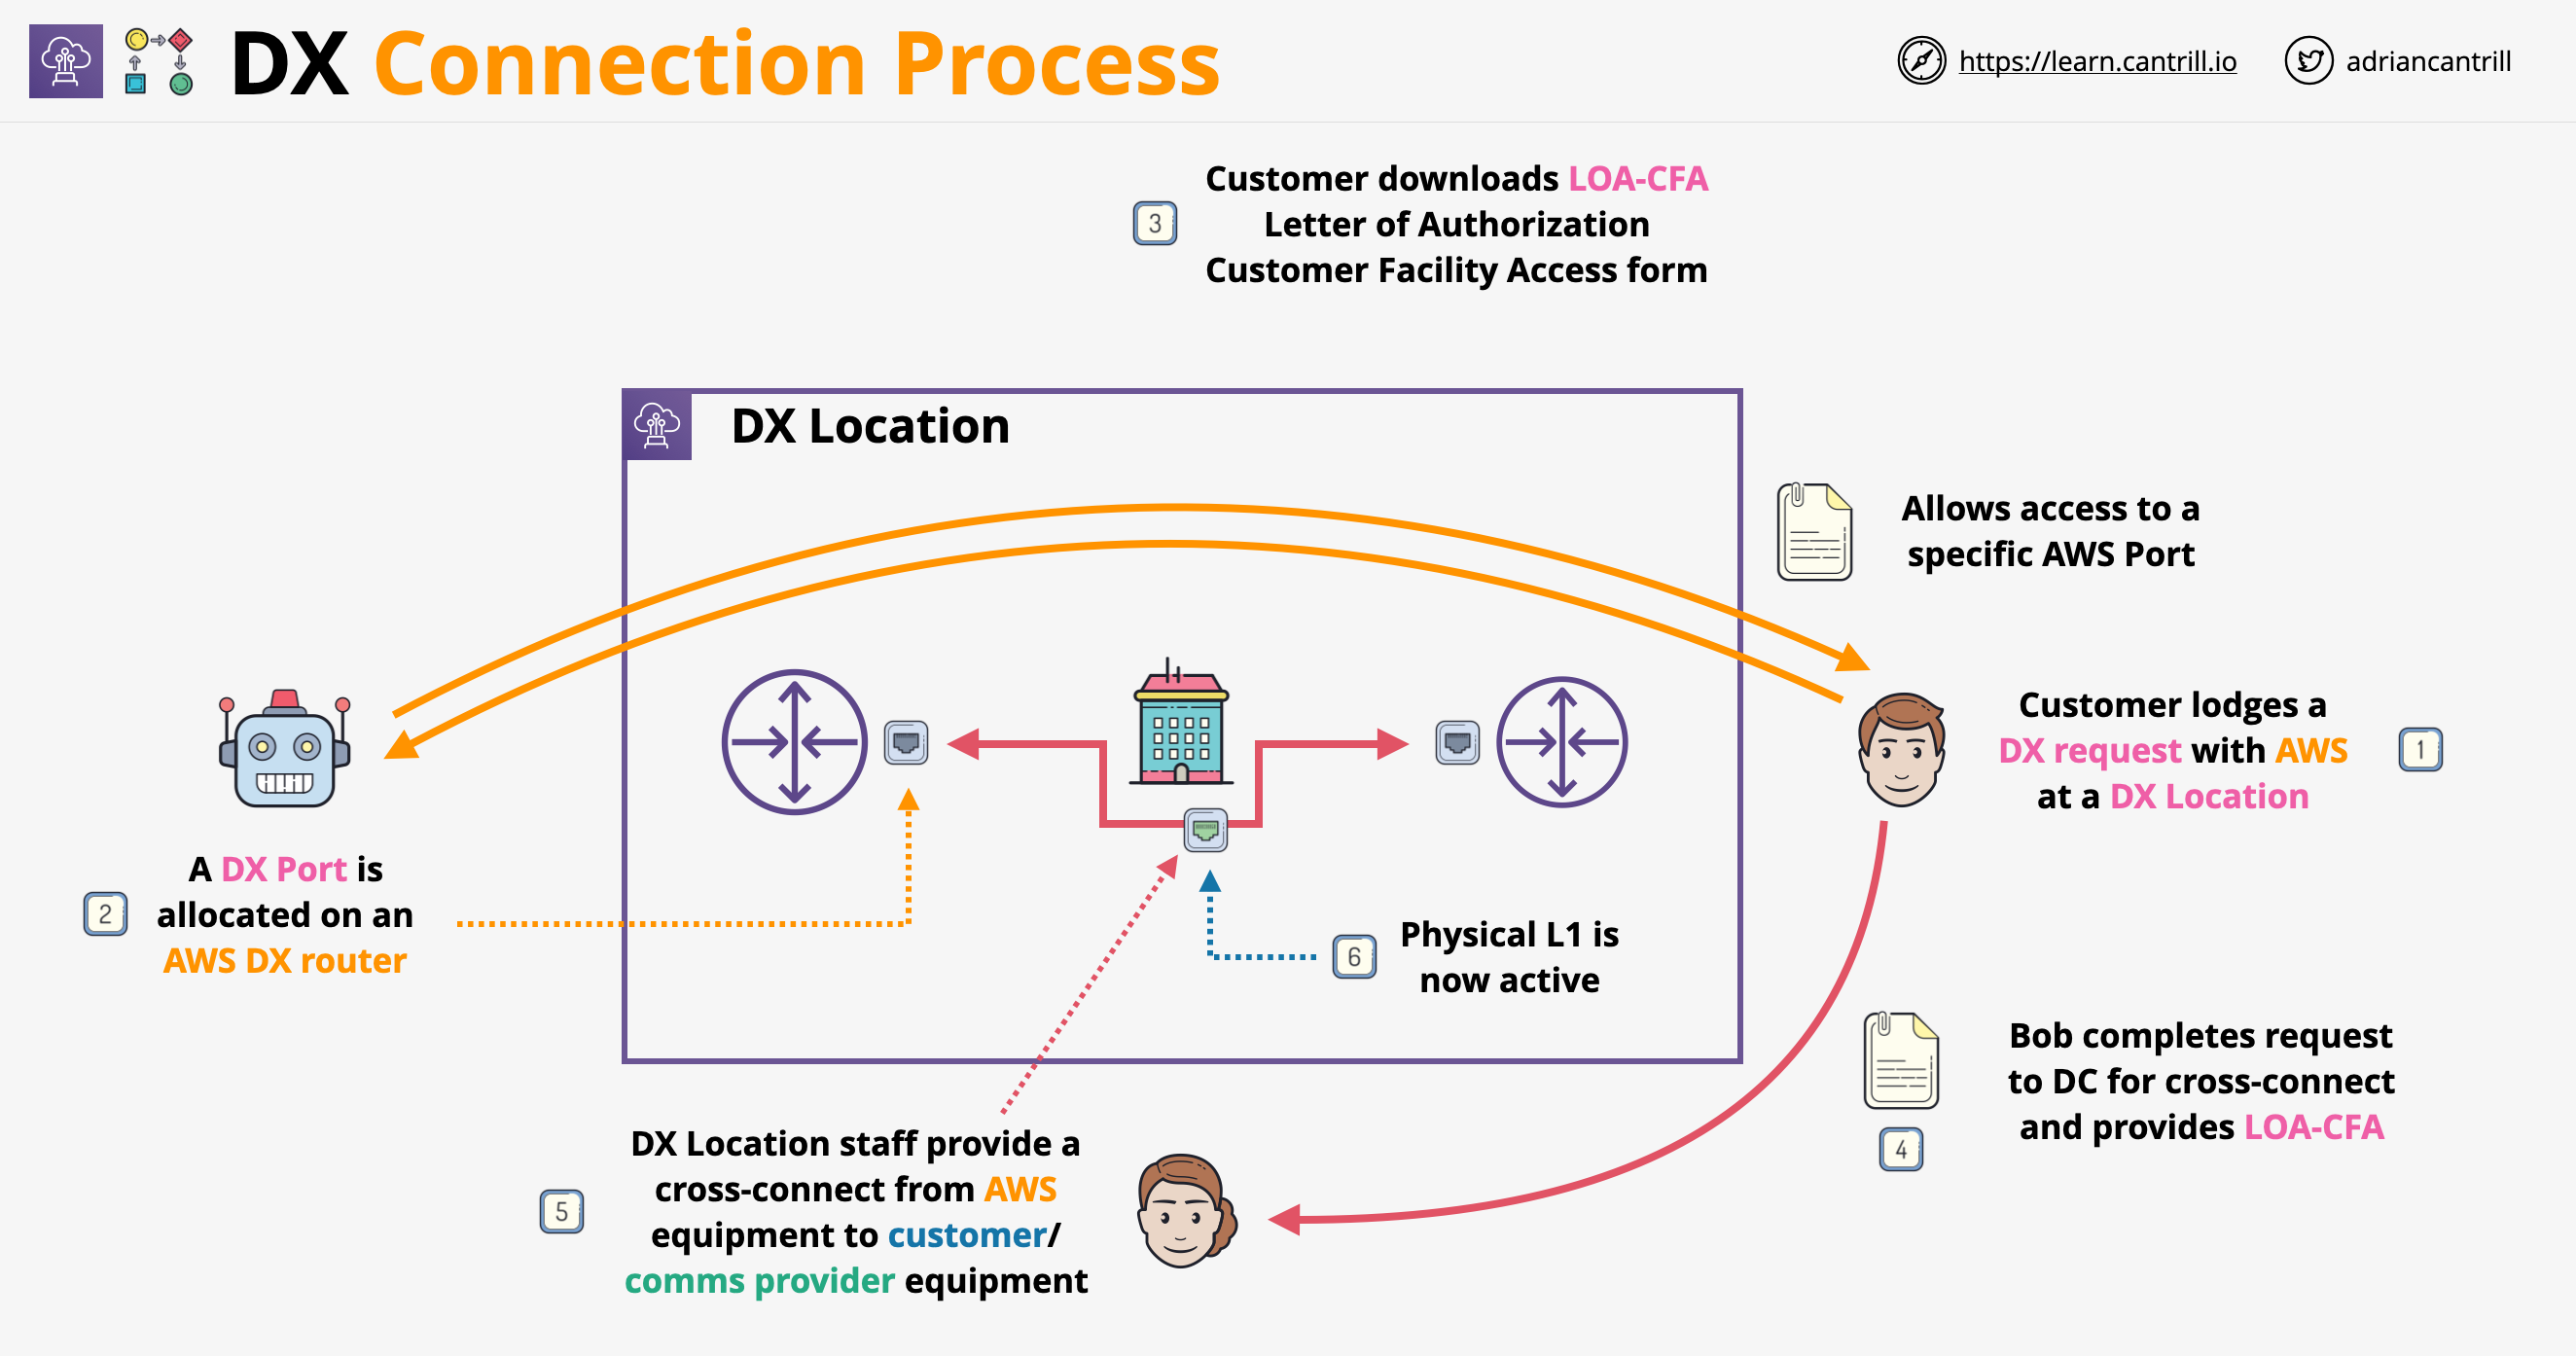 DX Connection Process
https://learn.cantrill.io
adriancantrill
3
Customer downloads LOA-CFA
Letter of Authorization
Customer Facility Access form
DX Location
Allows access to a
specific AWS Port
Customer lodges a
DX request with AWS
at a DX Location
1
2
A DX Port is
allocated on an
AWS DX router
6
Physical L1 is
now active
Bob completes request
to DC for cross-connect
and provides LOA-CFA
4
5
DX Location staff provide a
cross-connect from AWS
equipment to customer/
comms provider equipment